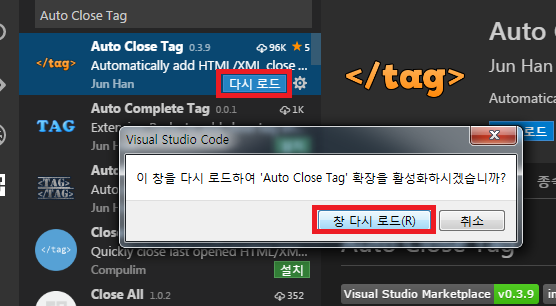 Auto Close Tag
Auto Close Tag 0.3.9 96K ★ 5
Automatically add HTML/XML close ...
Jun Han 다시 로드
Auto Complete Tag 0.0.1 1K
TAG
Jun H
설치
Auto
<TAG>
</TAG>
Close
Quickly close last opened HTML/XM...
Compulim 설치
<tag>
Close All 1.0.2 352
Visual Studio Code
이 창을 다시 로드하여 'Auto Close Tag' 확장을 활성화하시겠습니까?
창 다시 로드(R) 취소
Auto
</tag>
Jun Han
Automatica
로드
종속
Auto Close Tag
Visual Studio Marketplace v0.3.9 in